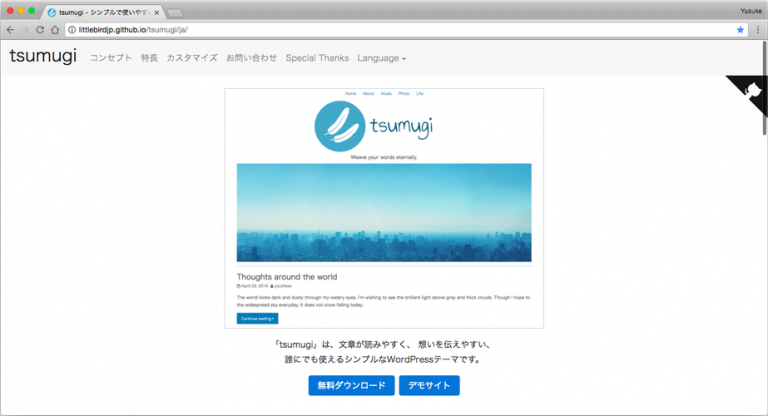 tsumugi - シンプルで使いやす
Yusuke
littlebirdjp.github.io/tsumugi/ja/
tsumugi コンセプト 特長 カスタマイズ お問い合わせ Special Thanks Language
Home About Music Photo Life
tsumugi
Weave your words eternally.
Thoughts around the world
April 29, 2016
The world looks dark and dusty through my watery eyes. I'm wishing to see the brilliant light above gray and thick clouds. Though I hope to
the widespread sky everyday. It does not snow falling today.
Continue reading
「tsumugi」は、文章が読みやすく、 想いを伝えやすい、
誰にでも使えるシンプルなWordPressテーマです。
無料ダウンロード デモサイト